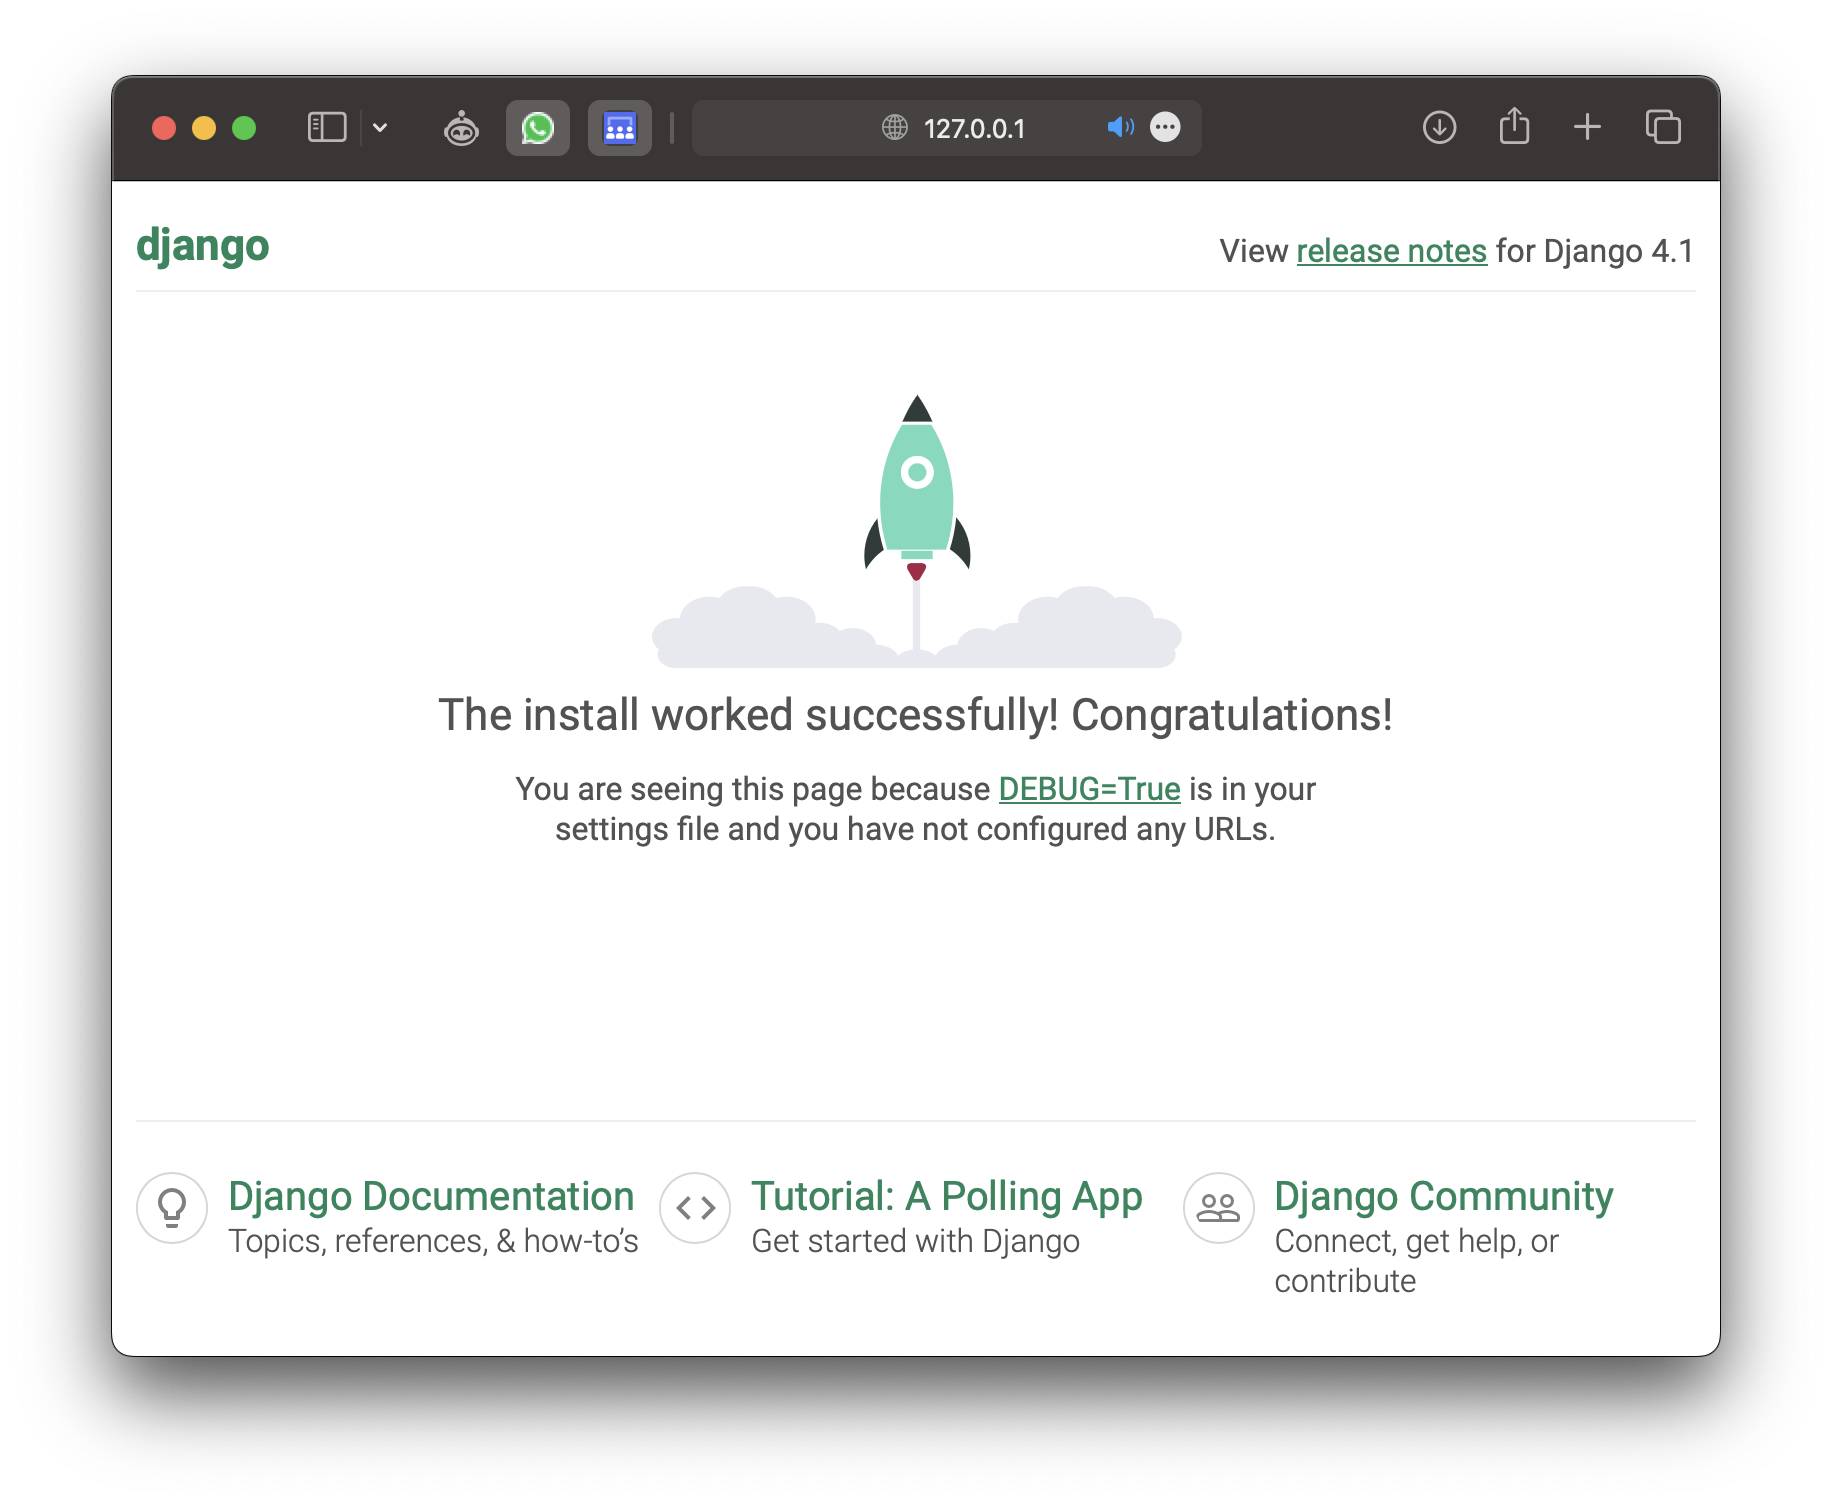 127.0.0.1
django
View release notes for Django 4.1
The install worked successfully! Congratulations!
You are seeing this page because DEBUG=True is in your
settings file and you have not configured any URLs.
Django Documentation
Topics, references, & how-to’s
Tutorial: A Polling App
Get started with Django
Django Community
Connect, get help, or
contribute